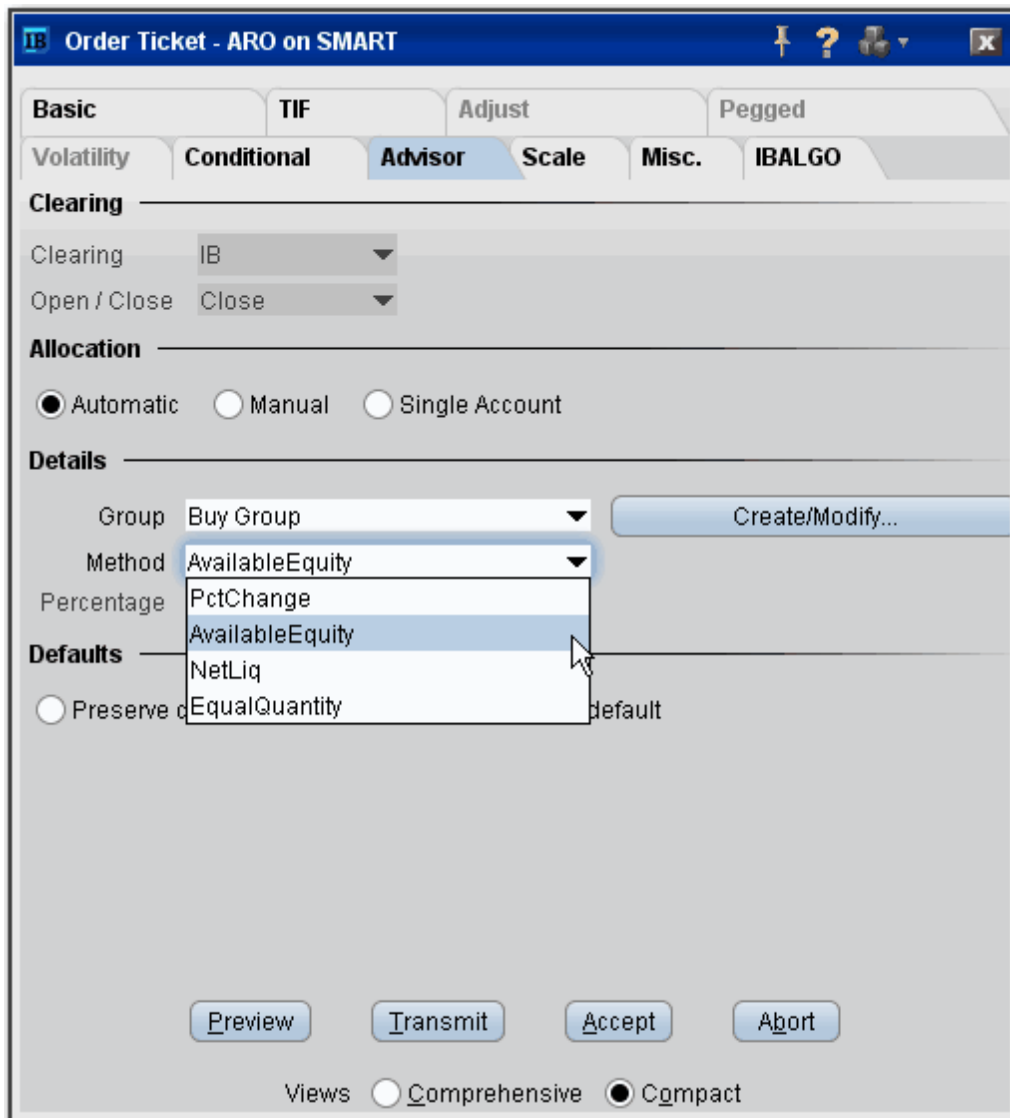 IB Order Ticket - ARO on SMART ? X
Basic TIF Adjust Pegged
Volatility Conditional Advisor Scale Misc. IBALGO
Clearing
Clearing IB
Open / Close Close
Allocation
Automatic Manual Single Account
Details
Group Buy Group Create/Modify...
Method AvailableEquity
Percentage PctChange
AvailableEquity
Defaults
NetLiq
Preserve EqualQuantity default
Preview Transmit Accept Abort
Views Comprehensive Compact